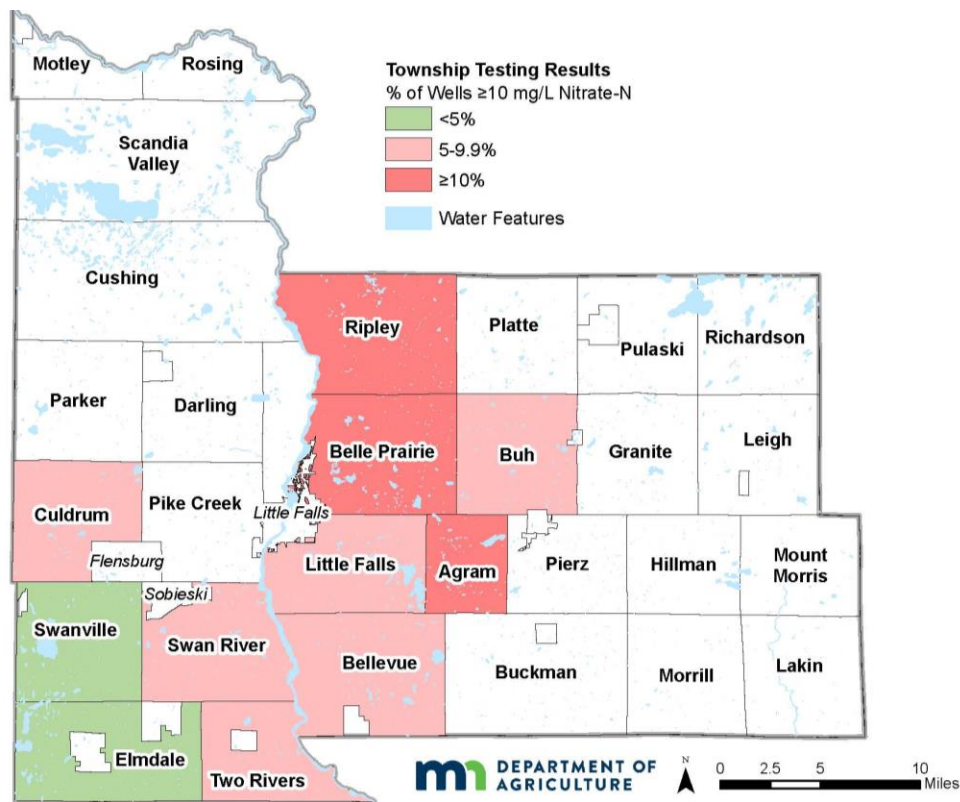 Motley
Rosing
Township Testing Results
% of Wells ≥10 mg/L Nitrate-N
<5%
5-9.9%
≥10%
Water Features
Scandia
Valley
Cushing
Ripley
Platte
Pulaski
Richardson
Parker
Darling
Belle Prairie
Buh
Granite
Leigh
Culdrum
Pike Creek
Little Falls
Flensburg
Little Falls
Agram
Pierz
Hillman
Mount
Morris
Sobieski
Swanville
Swan River
Bellevue
Buckman
Morrill
Lakin
Elmdale
Two Rivers
mn DEPARTMENT OF
AGRICULTURE
N
0 2.5 5 10
Miles